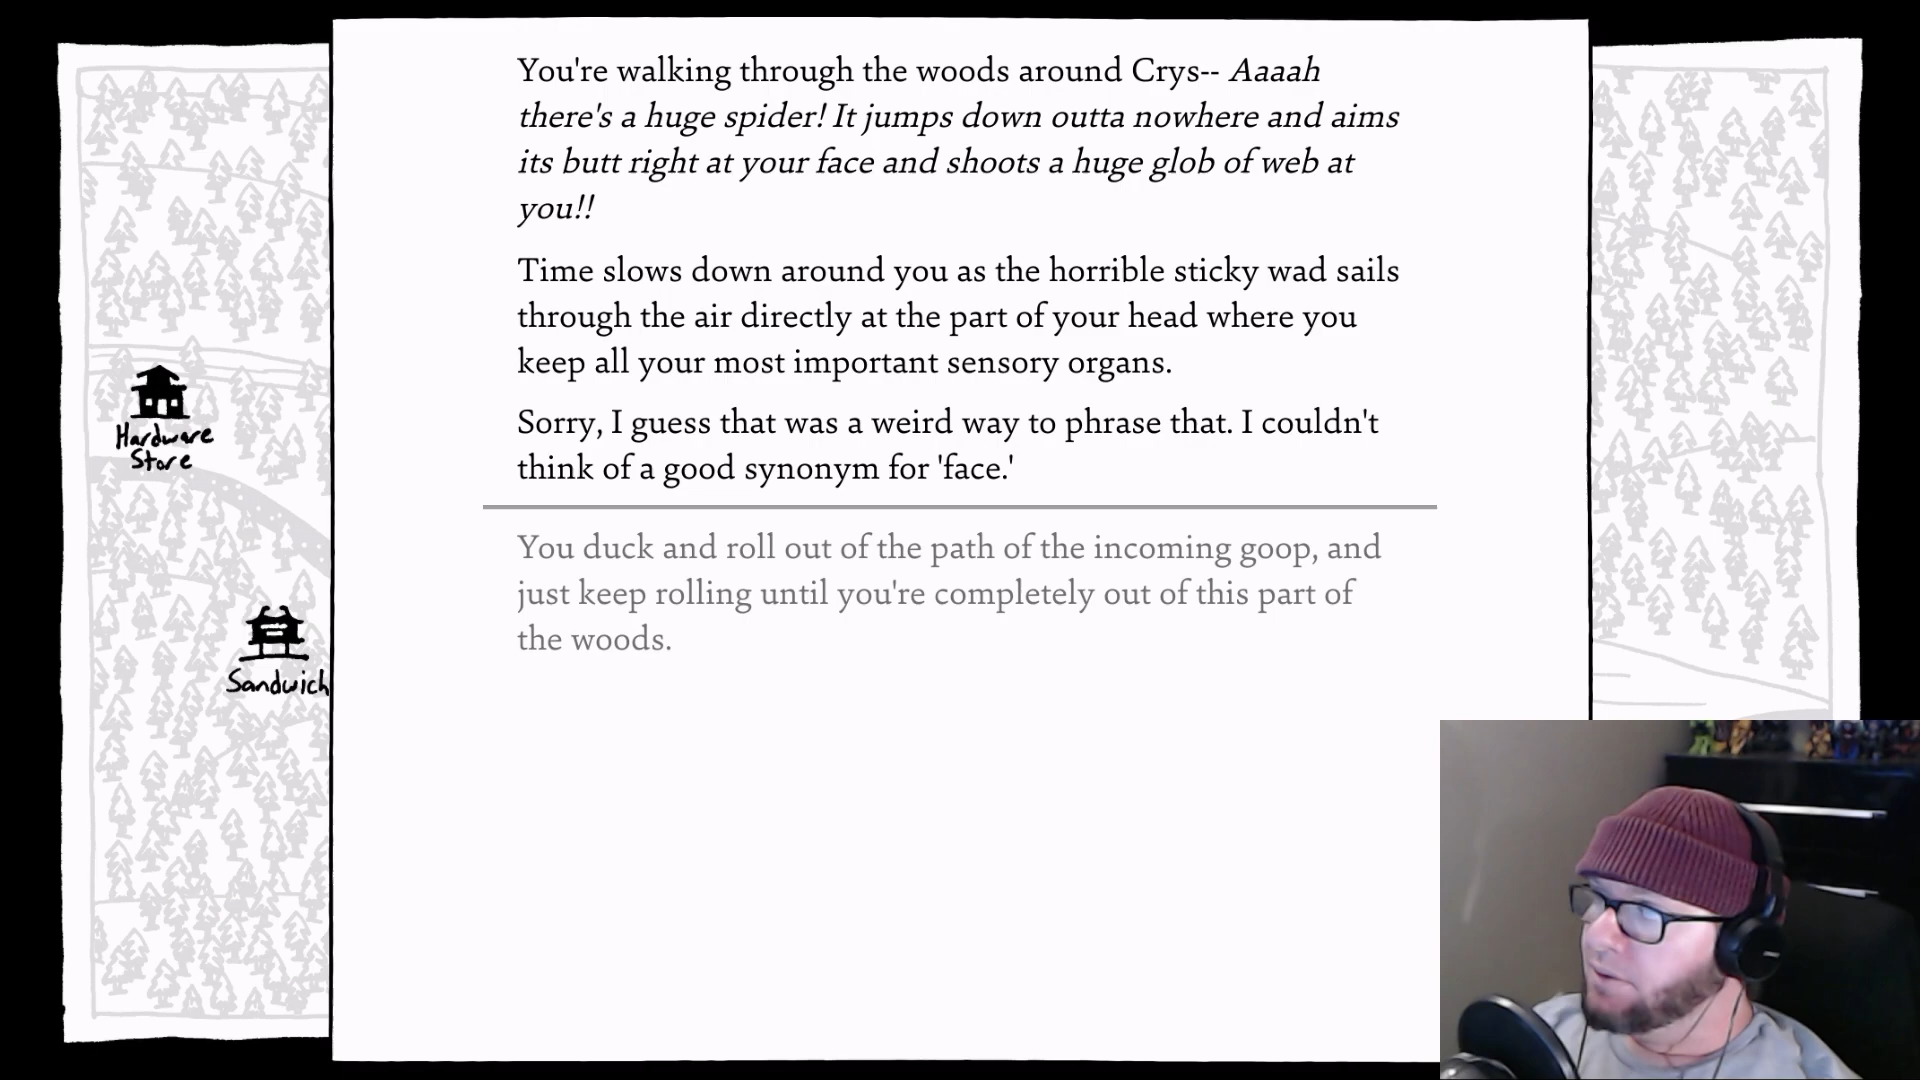 You're walking through the woods around Crys-- Aaaah
there's a huge spider! It jumps down outta nowhere and aims
its butt right at your face and shoots a huge glob of web at
you!!
Time slows down around you as the horrible sticky wad sails
through the air directly at the part of your head where you
keep all your most important sensory organs.
Sorry, I guess that was a weird way to phrase that. I couldn't
think of a good synonym for 'face.'
You duck and roll out of the path of the incoming goop, and
just keep rolling until you're completely out of this part of
the woods.
Hardware
Store
Sandwich